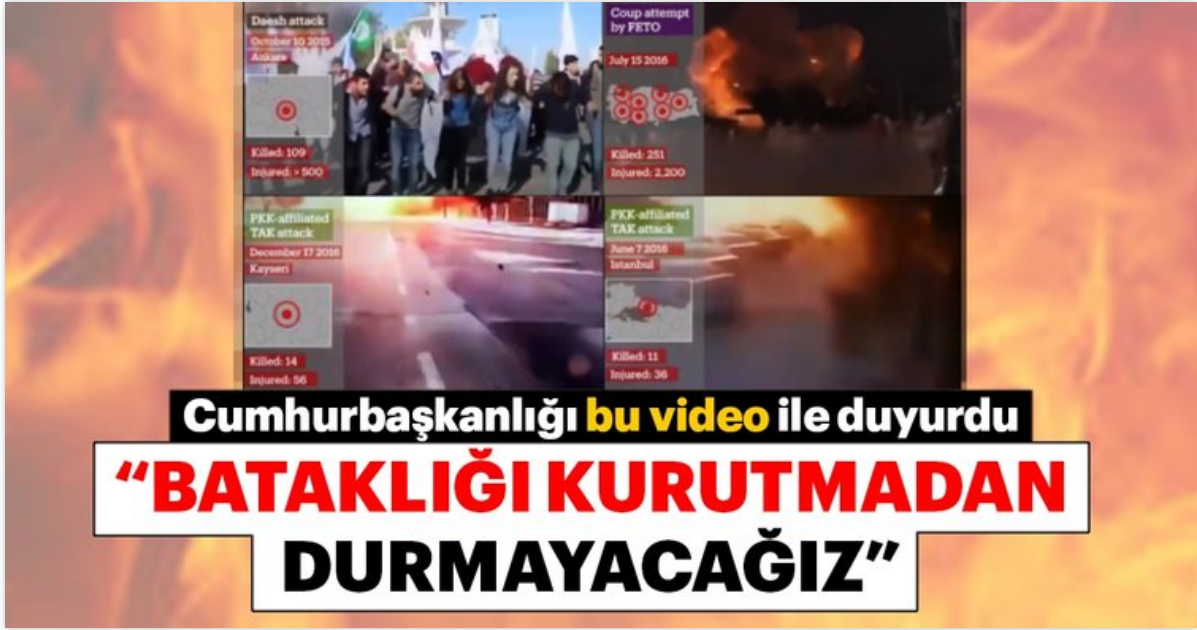 Daesh attack
October 10 2015
Ankara
Killed: 109
Injured: > 500
Coup attempt
by FETO
July 15 2016
Killed: 251
Injured: 2,200
PKK-affiliated
TAK attack
December 17 2016
Kayseri
Killed: 14
Injured: 56
PKK-affiliated
TAK attack
June 7 2016
Istanbul
Killed: 11
Injured: 36
Cumhurbaşkanlığı bu video ile duyurdu
“BATAKLIĞI KURUTMADAN
DURMAYACAĞIZ”